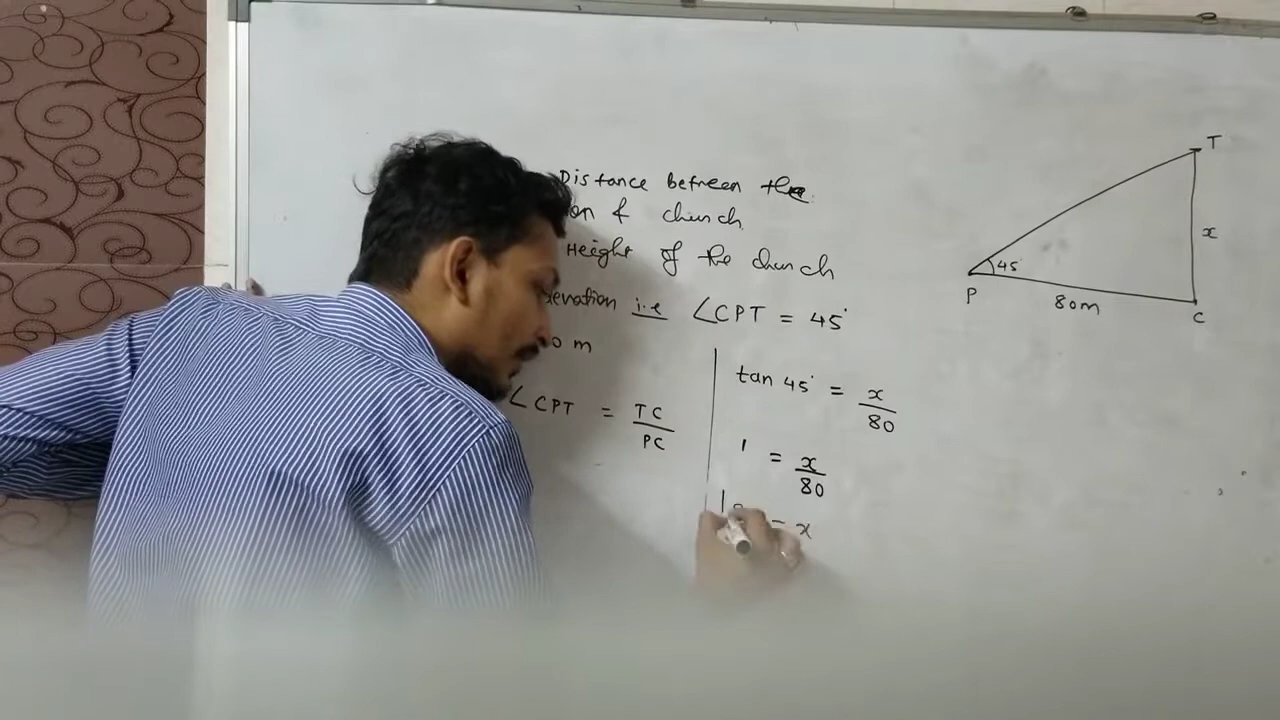 Distance between the
on & church
Height of the church
elevation i.e ∠CPT = 45°
0 m
∠CPT = TC/PC
tan 45° = x/80
1 = x/80
= x
T
x
45°
P
80m
C